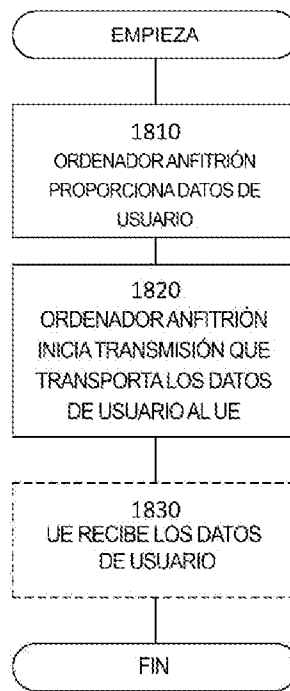 EMPIEZA
1810
ORDENADOR ANFITRIÓN
PROPORCIONA DATOS DE
USUARIO
1820
ORDENADOR ANFITRIÓN
INICIA TRANSMISIÓN QUE
TRANSPORTA LOS DATOS
DE USUARIO AL UE
1830
UE RECIBE LOS DATOS
DE USUARIO
FIN